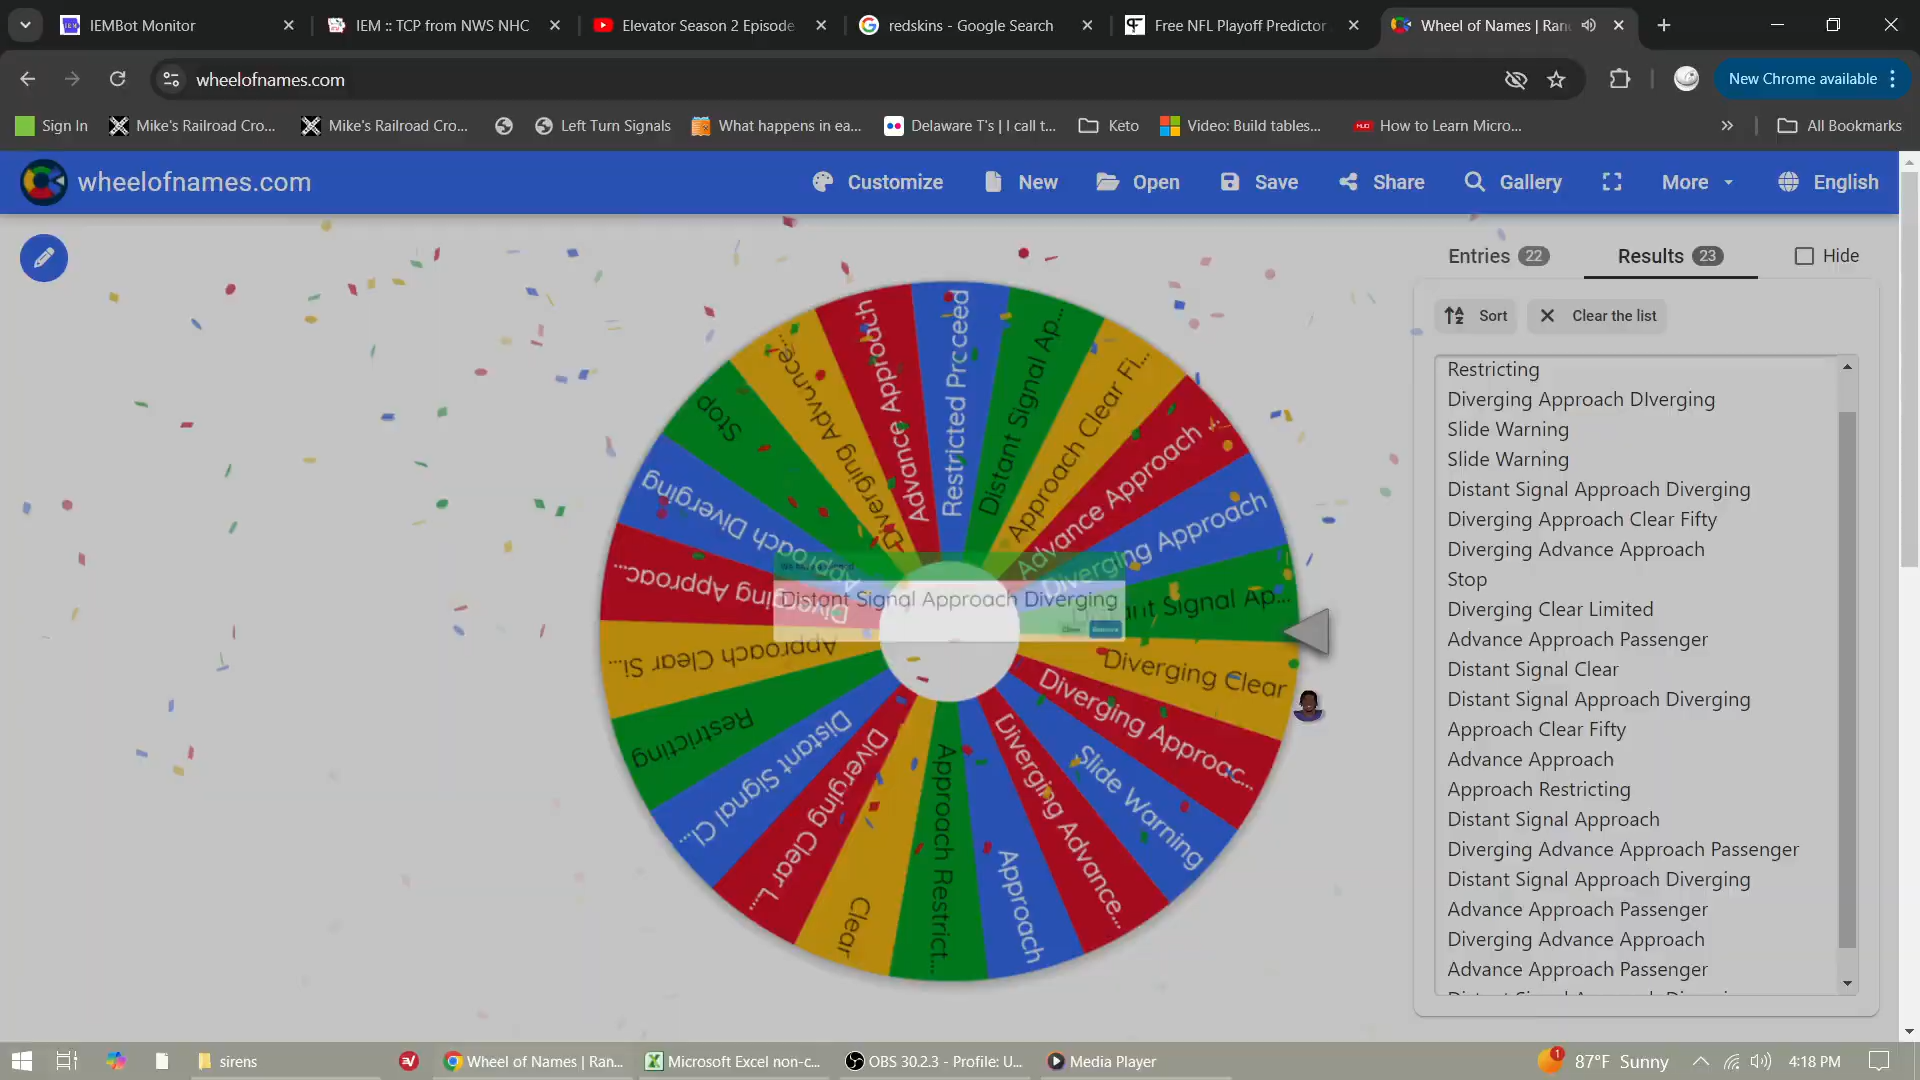 IEMBot Monitor
IEM :: TCP from NWS NHC
Elevator Season 2 Episode
redskins - Google Search
Free NFL Playoff Predictor
Wheel of Names | Ran
wheelofnames.com
New Chrome available
Sign In
Mike's Railroad Cro...
Mike's Railroad Cro...
Left Turn Signals
What happens in ea...
Delaware T's | I call t...
Keto
Video: Build tables...
How to Learn Micro...
All Bookmarks
wheelofnames.com
Customize
New
Open
Save
Share
Gallery
More
English
Entries 22
Results 23
Hide
Sort
Clear the list
Restricting
Diverging Approach DIverging
Slide Warning
Slide Warning
Distant Signal Approach Diverging
Diverging Approach Clear Fifty
Diverging Advance Approach
Stop
Diverging Clear Limited
Advance Approach Passenger
Distant Signal Clear
Distant Signal Approach Diverging
Approach Clear Fifty
Advance Approach
Approach Restricting
Distant Signal Approach
Diverging Advance Approach Passenger
Distant Signal Approach Diverging
Advance Approach Passenger
Diverging Advance Approach
Advance Approach Passenger
Restricted Proceed
Distant Signal Ap...
Approach Clear Fi...
Advance Approach ...
Diverging Approach
Signal Ap...
Diverging Clear
Diverging Approac...
Slide Warning
Diverging Advance...
Approach
Approach Restrict...
Clear
Diverging Clear L...
Distant Signal Cl...
Restricting
Approach Clear Si...
Diverging Approac...
Approach Diverging
Stop
Diverging Advance...
Advance Approach
Distant Signal Approach Diverging
Close
Remove
sirens
Wheel of Names | Ran...
Microsoft Excel non-c...
OBS 30.2.3 - Profile: U...
Media Player
1
87°F Sunny
4:18 PM